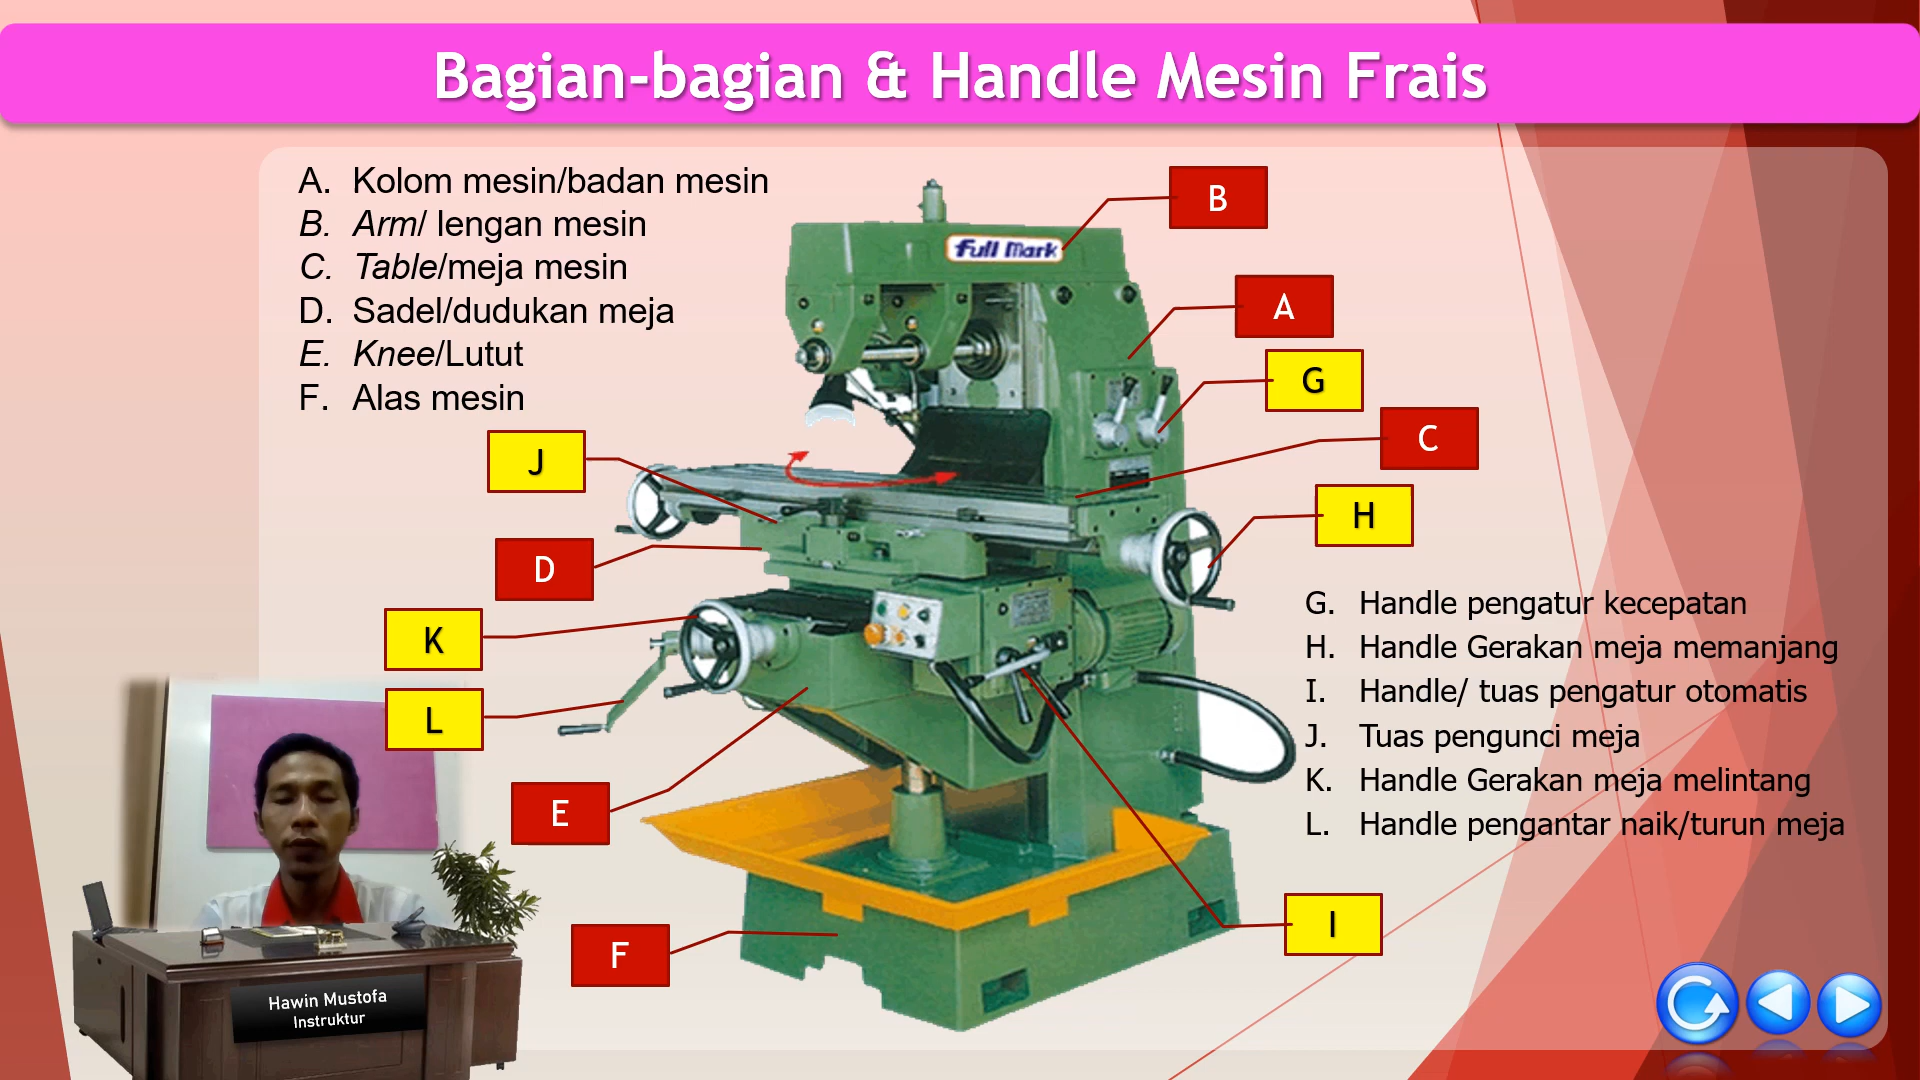 Bagian-bagian & Handle Mesin Frais
A. Kolom mesin/badan mesin
B. Arm/ lengan mesin
C. Table/meja mesin
D. Sadel/dudukan meja
E. Knee/Lutut
F. Alas mesin
B
Full Mark
A
G
C
J
H
D
K
L
E
F
I
G. Handle pengatur kecepatan
H. Handle Gerakan meja memanjang
I. Handle/ tuas pengatur otomatis
J. Tuas pengunci meja
K. Handle Gerakan meja melintang
L. Handle pengantar naik/turun meja
Hawin Mustofa
Instruktur